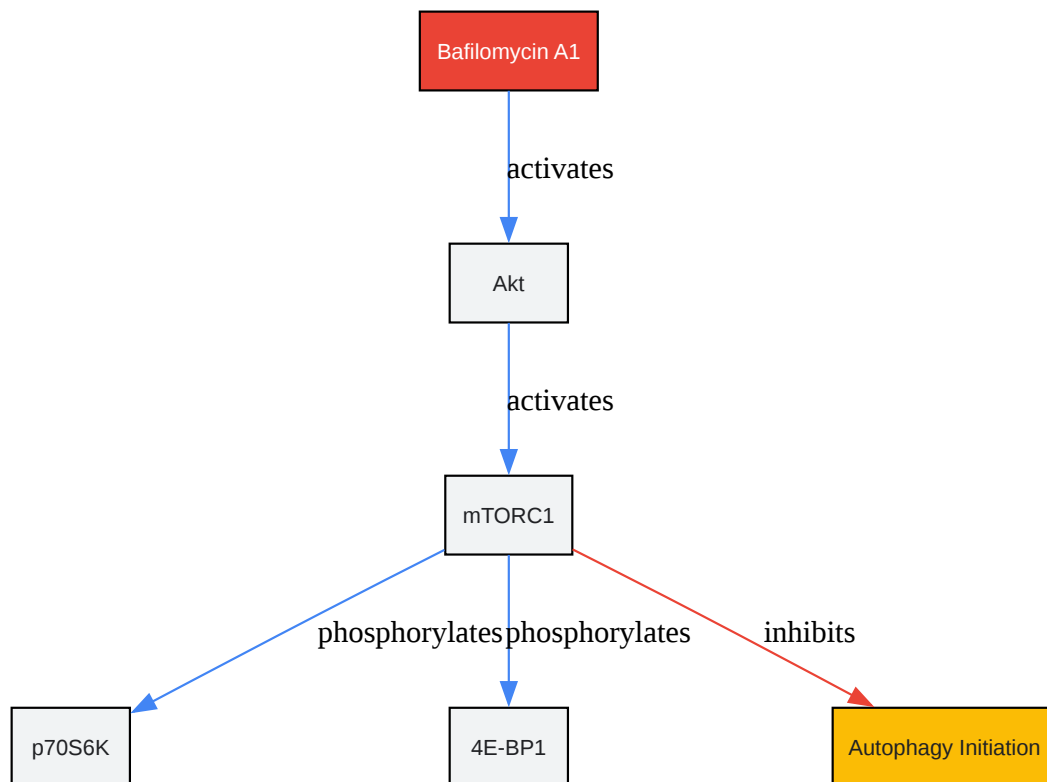 Bafilomycin A1
activates
Akt
activates
mTORC1
phosphorylates
phosphorylates
inhibits
p70S6K
4E-BP1
Autophagy Initiation